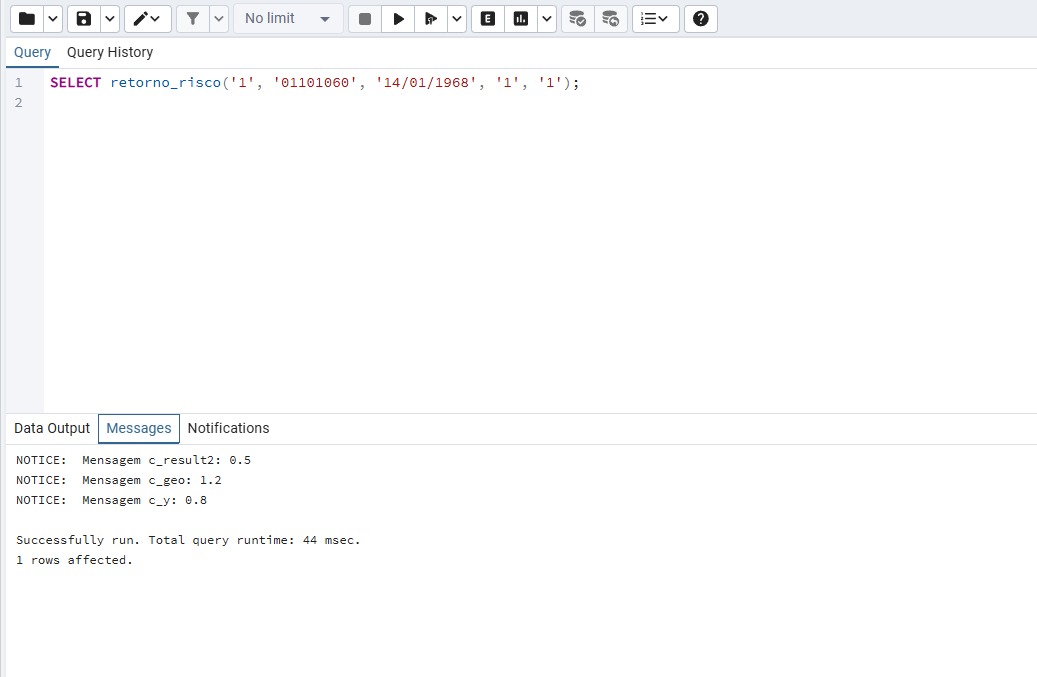 No limit
E
?
Query Query History
1 SELECT retorno_risco('1', '01101060', '14/01/1968', '1', '1');
2
Data Output Messages Notifications
NOTICE:  Mensagem c_result2: 0.5
NOTICE:  Mensagem c_geo: 1.2
NOTICE:  Mensagem c_y: 0.8
Successfully run. Total query runtime: 44 msec.
1 rows affected.